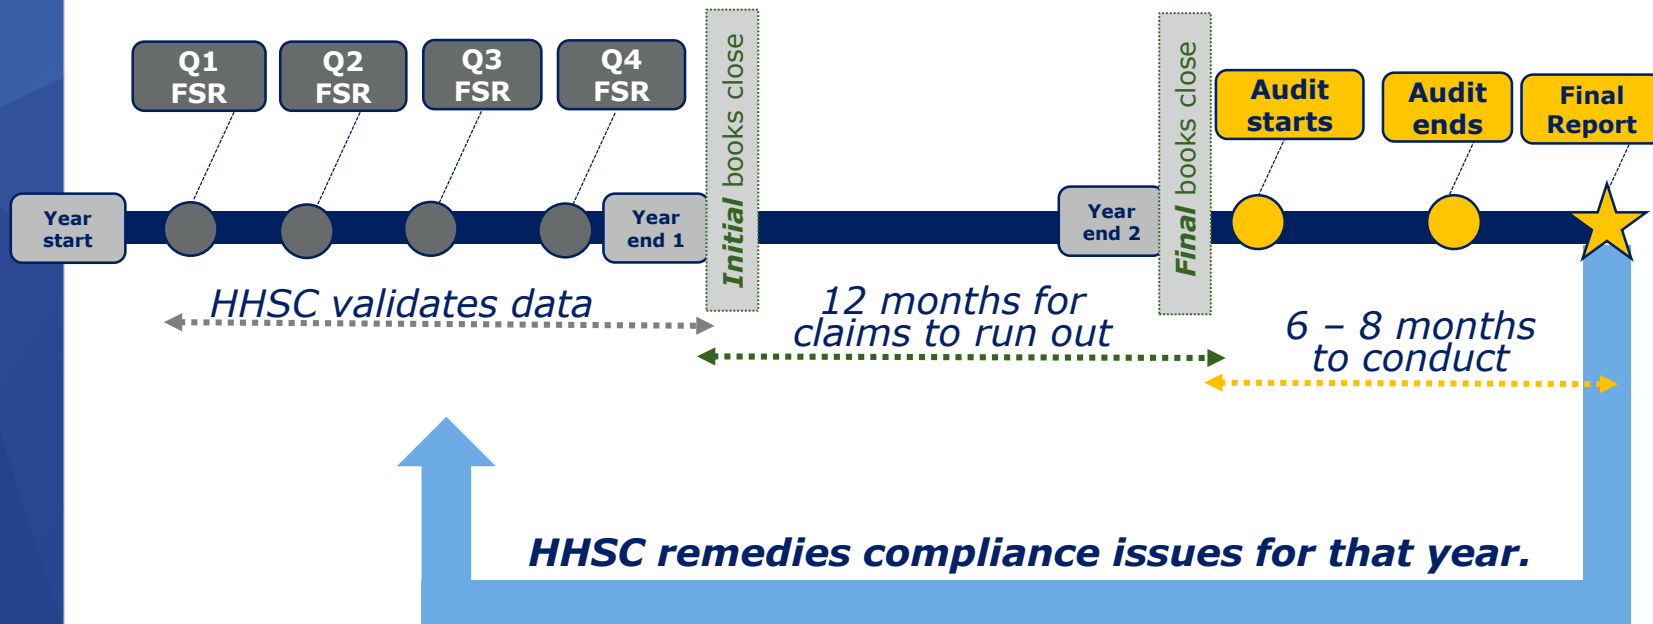 Q1
FSR
Q2
FSR
Q3
FSR
Q4
FSR
Initial books close
Final books close
Audit
starts
Audit
ends
Final
Report
Year
start
Year
end 1
Year
end 2
HHSC validates data
12 months for
claims to run out
6 – 8 months
to conduct
HHSC remedies compliance issues for that year.